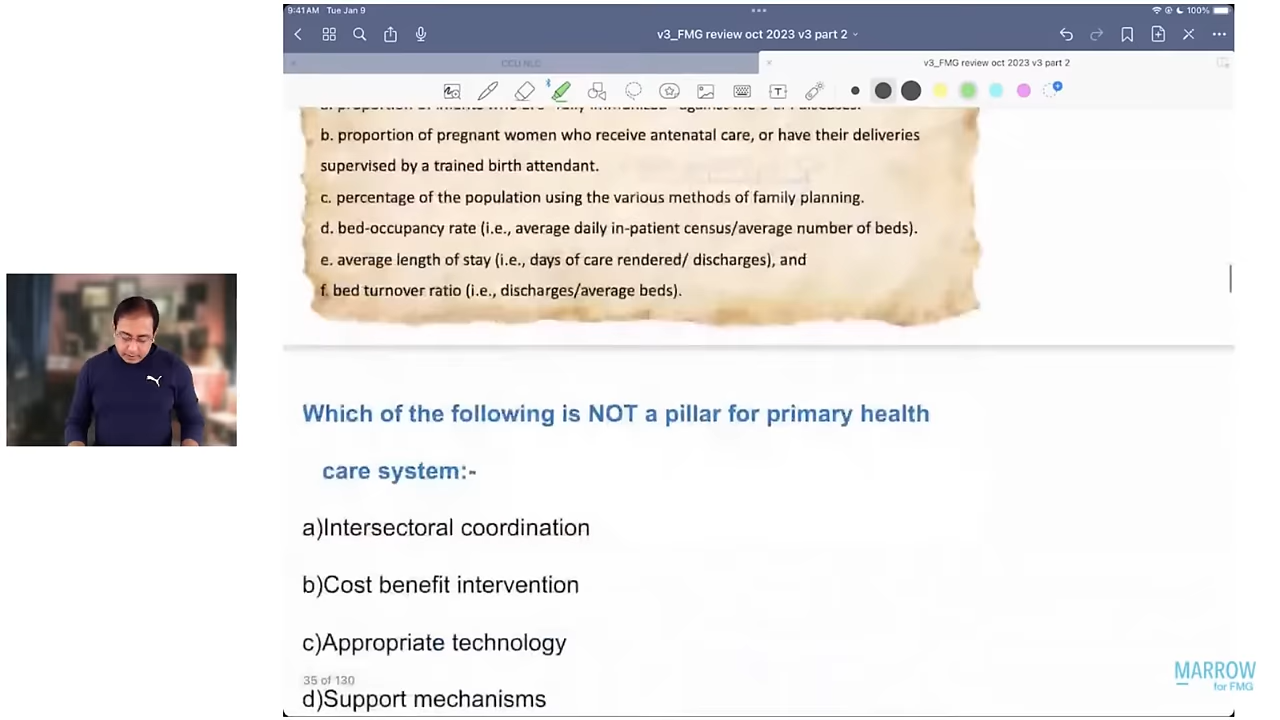 9:41 AM Tue Jan 9
100%
v3_FMG review oct 2023 v3 part 2
CCU NLC
v3_FMG review oct 2023 v3 part 2
b. proportion of pregnant women who receive antenatal care, or have their deliveries
supervised by a trained birth attendant.
c. percentage of the population using the various methods of family planning.
d. bed-occupancy rate (i.e., average daily in-patient census/average number of beds).
e. average length of stay (i.e., days of care rendered/ discharges), and
f. bed turnover ratio (i.e., discharges/average beds).
Which of the following is NOT a pillar for primary health
care system:-
a)Intersectoral coordination
b)Cost benefit intervention
c)Appropriate technology
35 of 130
d)Support mechanisms
MARROW
for FMG